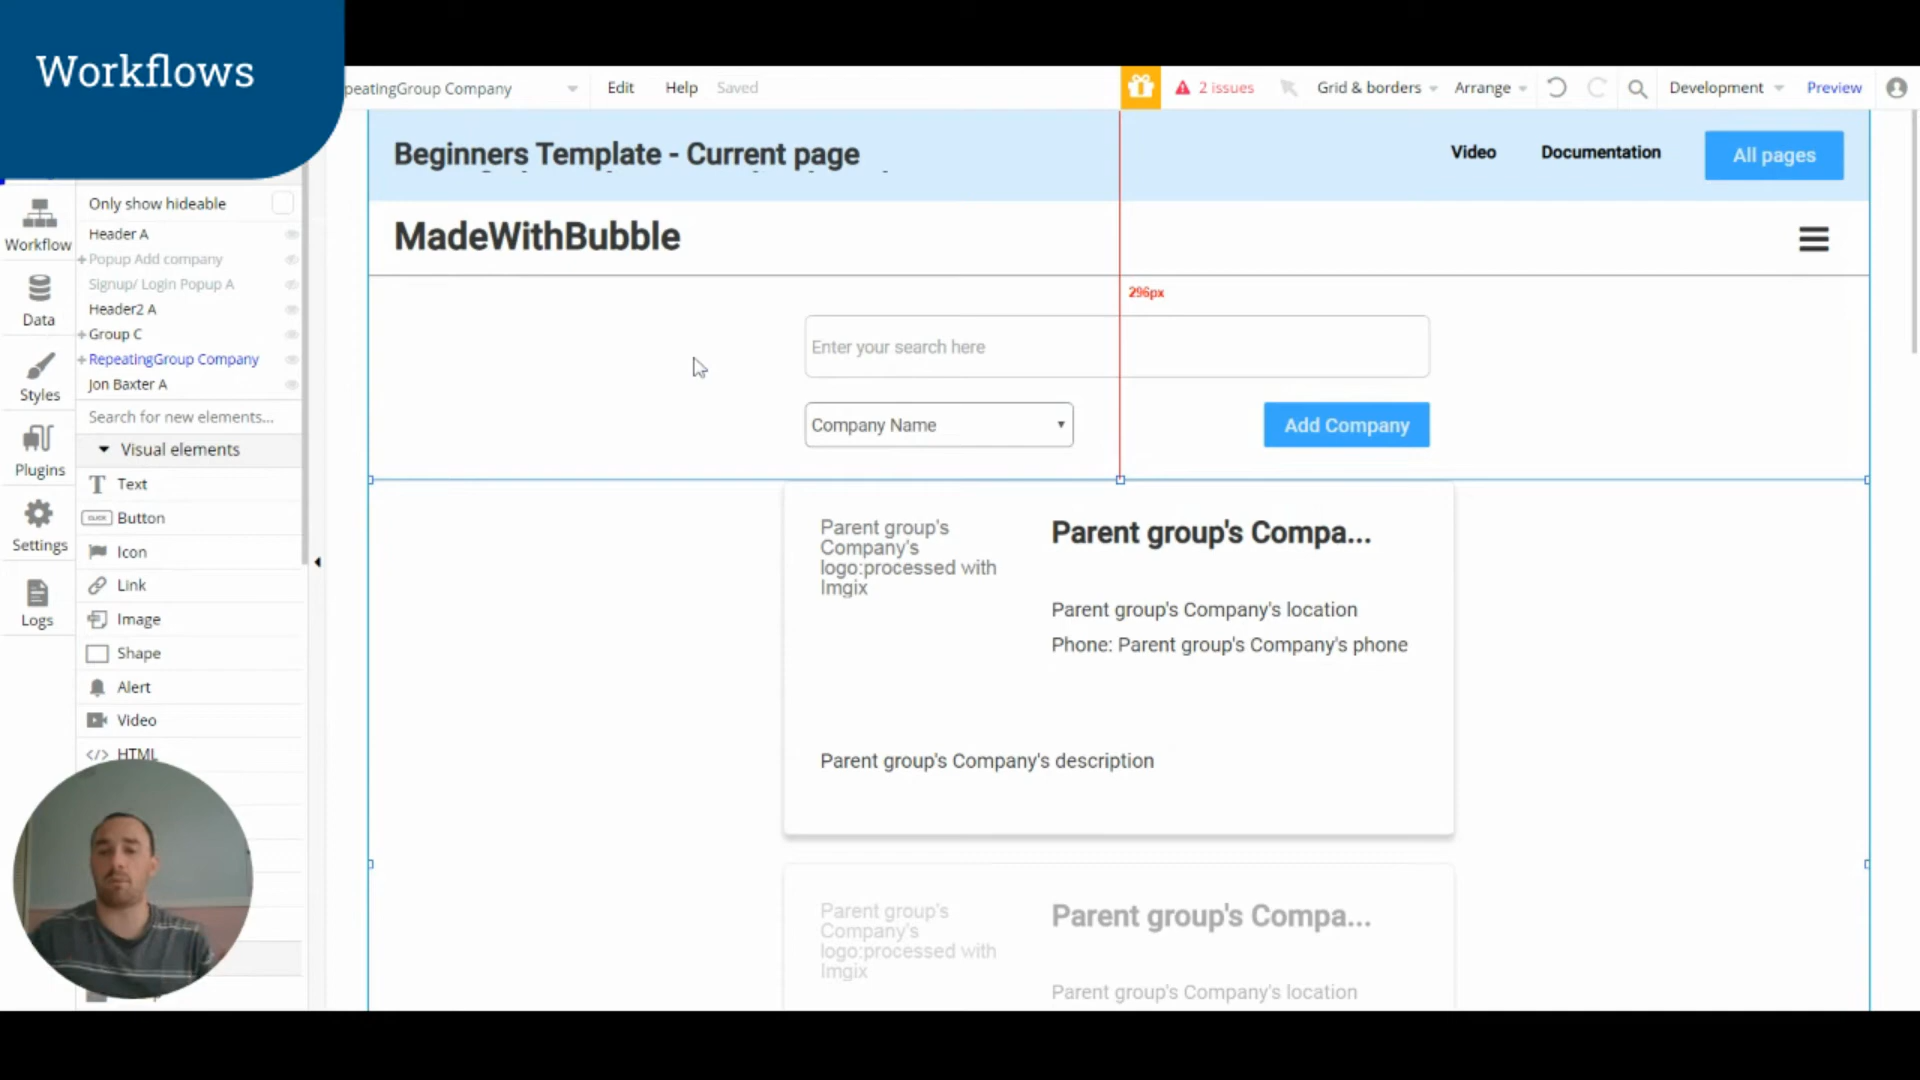 Workflows
peatingGroup Company
Edit
Help
Saved
2 issues
Grid & borders
Arrange
Development
Preview
Beginners Template - Current page
Video
Documentation
All pages
MadeWithBubble
296px
Enter your search here
Company Name
Add Company
Workflow
Data
Styles
Plugins
Settings
Logs
Only show hideable
Header A
Popup Add company
Signup/ Login Popup A
Header2 A
Group C
RepeatingGroup Company
Jon Baxter A
Search for new elements...
Visual elements
Text
CLICK
Button
Icon
Link
Image
Shape
Alert
Video
HTML
Parent group's
Company's
logo:processed with
Imgix
Parent group's Compa...
Parent group's Company's location
Phone: Parent group's Company's phone
Parent group's Company's description
Parent group's
Company's
logo:processed with
Imgix
Parent group's Compa...
Parent group's Company's location